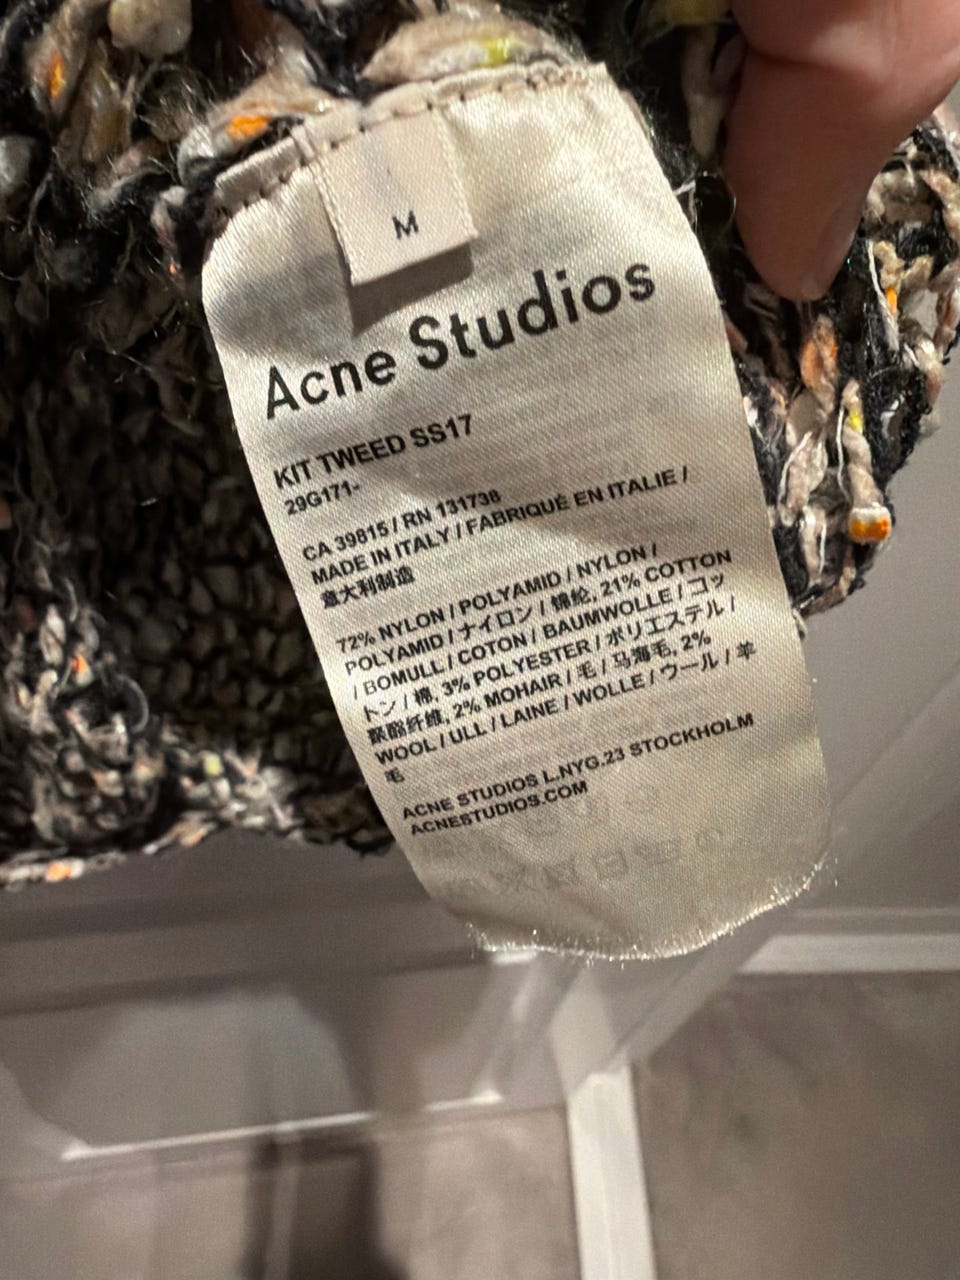 M
Acne Studios
KIT TWEED SS17
29G171-
CA 39815 / RN 131738
MADE IN ITALY / FABRIQUÉ EN ITALIE /
意大利制造
72% NYLON / POLYAMID / NYLON /
POLYAMID / ナイロン / 锦纶, 21% COTTON
/ BOMULL / COTON / BAUMWOLLE / コッ
トン / 棉, 3% POLYESTER / ポリエステル /
聚酯纤维, 2% MOHAIR / 毛 / 马海毛, 2%
WOOL / ULL / LAINE / WOLLE / ウール / 羊
毛
ACNE STUDIOS L.NYG.23 STOCKHOLM
ACNESTUDIOS.COM